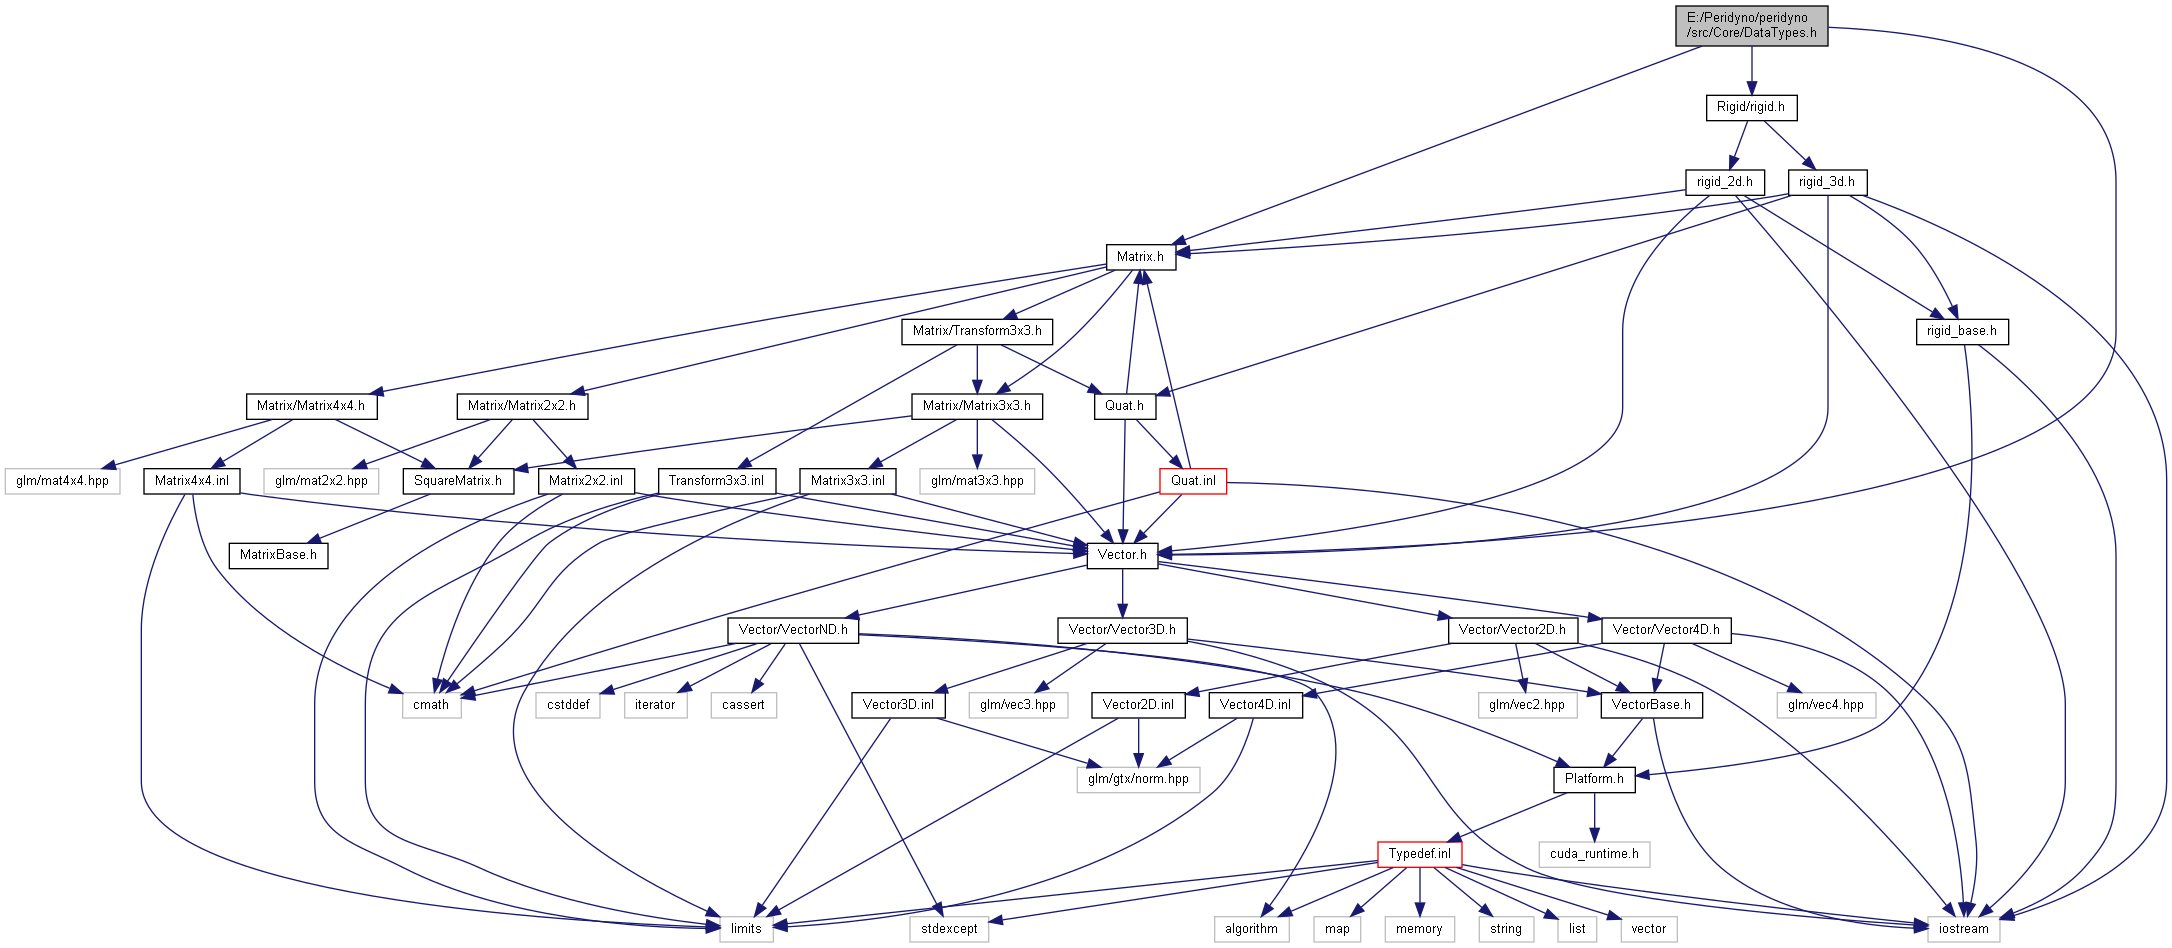 E:/Peridyno/peridyno
/src/Core/DataTypes.h
Rigid/rigid.h
rigid_2d.h
rigid_3d.h
Matrix.h
Matrix/Transform3x3.h
rigid_base.h
Matrix/Matrix4x4.h
Matrix/Matrix2x2.h
Matrix/Matrix3x3.h
Quat.h
glm/mat4x4.hpp
Matrix4x4.inl
glm/mat2x2.hpp
SquareMatrix.h
Matrix2x2.inl
Transform3x3.inl
Matrix3x3.inl
glm/mat3x3.hpp
Quat.inl
MatrixBase.h
Vector.h
Vector/VectorND.h
Vector/Vector3D.h
Vector/Vector2D.h
Vector/Vector4D.h
cmath
cstddef
iterator
cassert
Vector3D.inl
glm/vec3.hpp
Vector2D.inl
Vector4D.inl
glm/vec2.hpp
VectorBase.h
glm/vec4.hpp
glm/gtx/norm.hpp
Platform.h
Typedef.inl
cuda_runtime.h
limits
stdexcept
algorithm
map
memory
string
list
vector
iostream